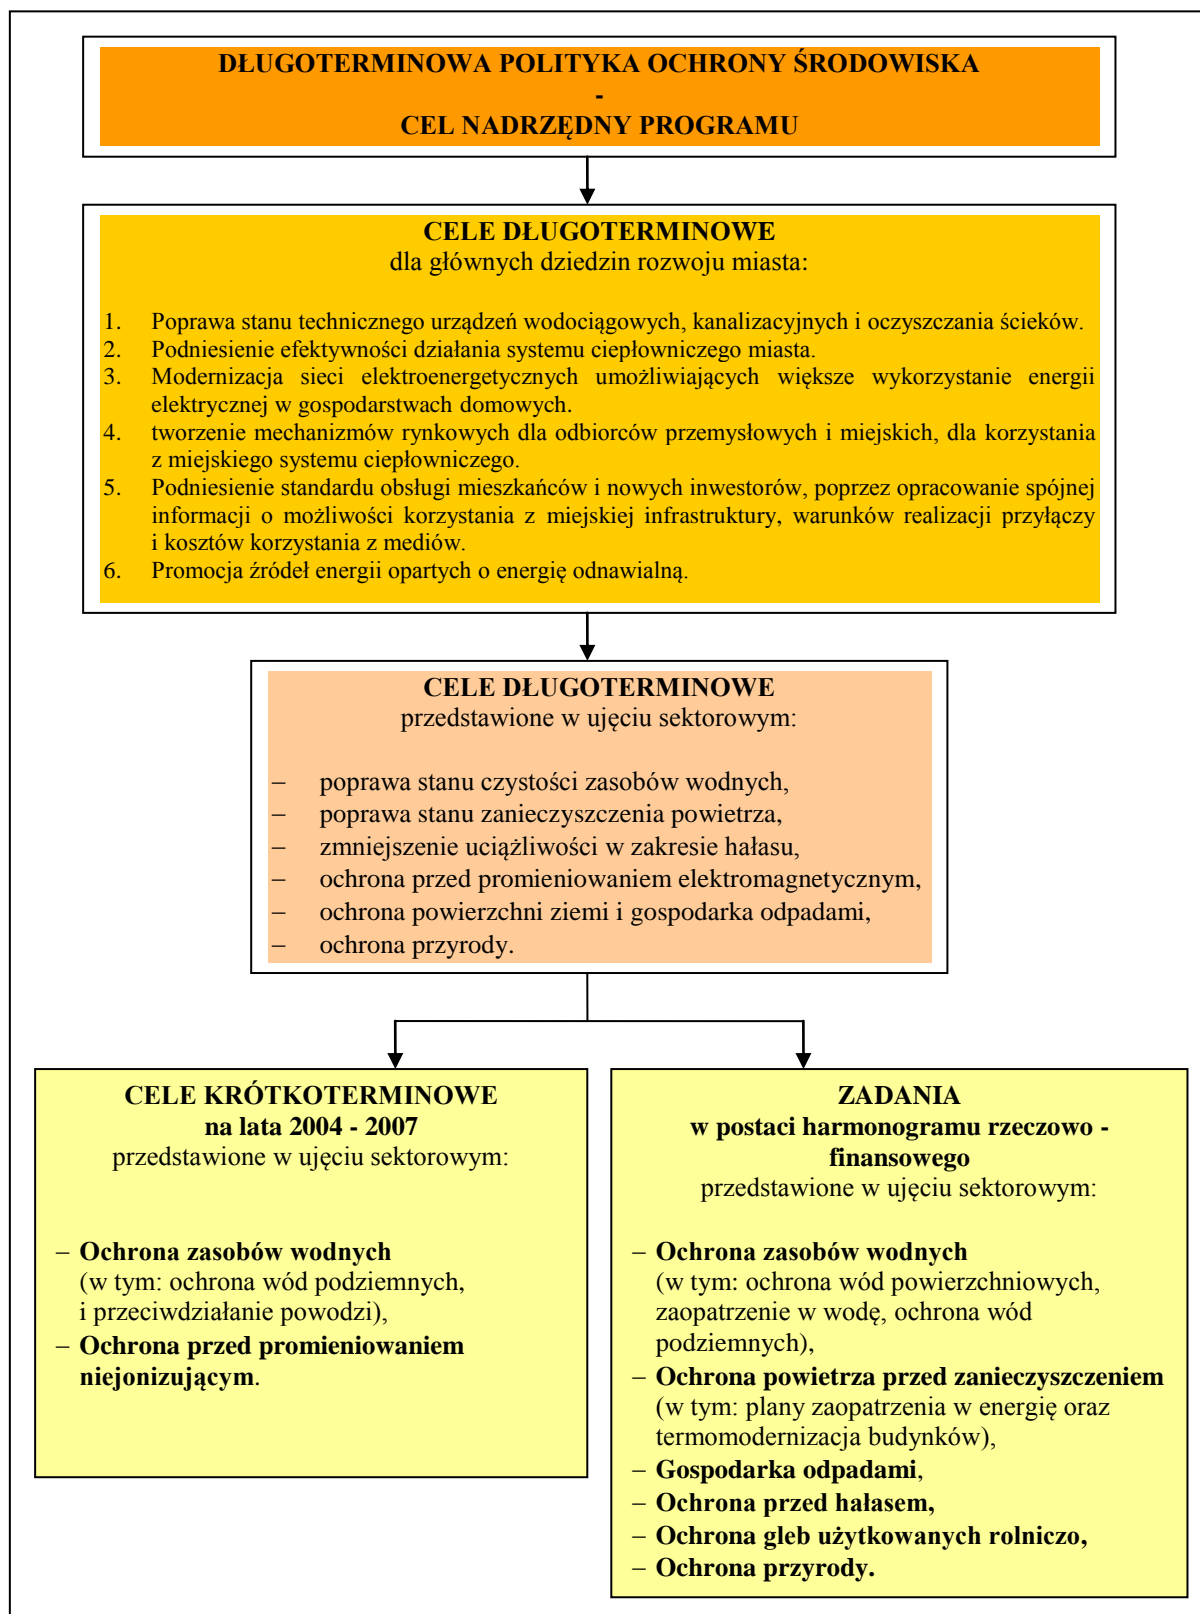 DŁUGOTERMINOWA POLITYKA OCHRONY ŚRODOWISKA
-
CEL NADRZĘDNY PROGRAMU
CELE DŁUGOTERMINOWE
dla głównych dziedzin rozwoju miasta:
1. Poprawa stanu technicznego urządzeń wodociągowych, kanalizacyjnych i oczyszczania ścieków.
2. Podniesienie efektywności działania systemu ciepłowniczego miasta.
3. Modernizacja sieci elektroenergetycznych umożliwiających większe wykorzystanie energii
elektrycznej w gospodarstwach domowych.
4. tworzenie mechanizmów rynkowych dla odbiorców przemysłowych i miejskich, dla korzystania
z miejskiego systemu ciepłowniczego.
5. Podniesienie standardu obsługi mieszkańców i nowych inwestorów, poprzez opracowanie spójnej
informacji o możliwości korzystania z miejskiej infrastruktury, warunków realizacji przyłączy
i kosztów korzystania z mediów.
6. Promocja źródeł energii opartych o energię odnawialną.
CELE DŁUGOTERMINOWE
przedstawione w ujęciu sektorowym:
– poprawa stanu czystości zasobów wodnych,
– poprawa stanu zanieczyszczenia powietrza,
– zmniejszenie uciążliwości w zakresie hałasu,
– ochrona przed promieniowaniem elektromagnetycznym,
– ochrona powierzchni ziemi i gospodarka odpadami,
– ochrona przyrody.
CELE KRÓTKOTERMINOWE
na lata 2004 - 2007
przedstawione w ujęciu sektorowym:
– Ochrona zasobów wodnych
(w tym: ochrona wód podziemnych,
i przeciwdziałanie powodzi),
– Ochrona przed promieniowaniem
niejonizującym.
ZADANIA
w postaci harmonogramu rzeczowo -
finansowego
przedstawione w ujęciu sektorowym:
– Ochrona zasobów wodnych
(w tym: ochrona wód powierzchniowych,
zaopatrzenie w wodę, ochrona wód
podziemnych),
– Ochrona powietrza przed zanieczyszczeniem
(w tym: plany zaopatrzenia w energię oraz
termomodernizacja budynków),
– Gospodarka odpadami,
– Ochrona przed hałasem,
– Ochrona gleb użytkowanych rolniczo,
– Ochrona przyrody.